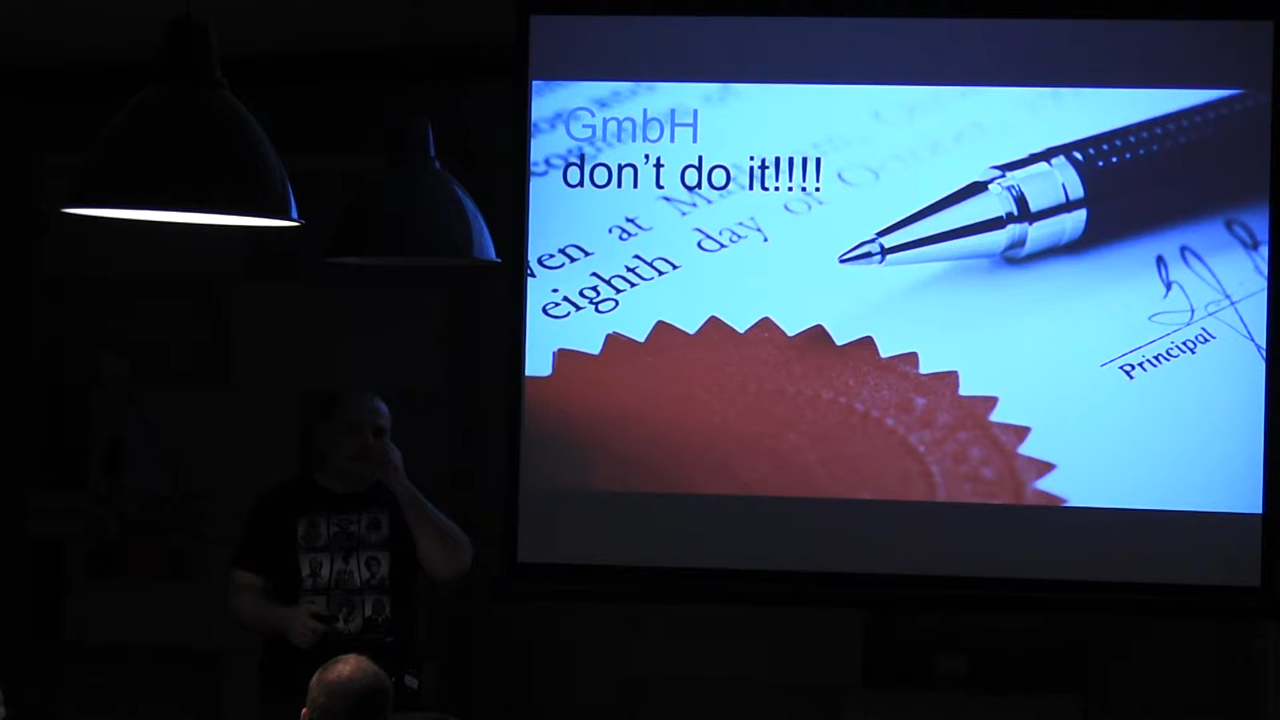 GmbH
don't do it!!!!
ven at
eighth day of
Principal